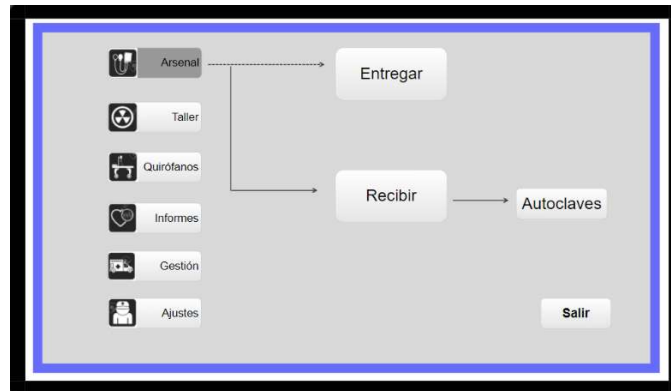 Arsenal
Entregar
Taller
Quirófanos
Recibir
Autoclaves
Informes
Gestión
Ajustes
Salir